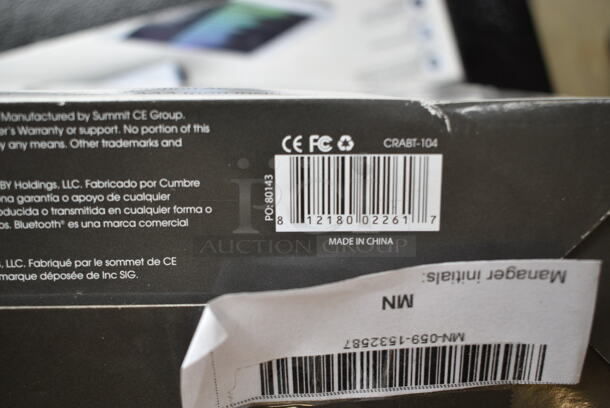 Manufactured by Summit CE Group.
er's Warranty or support. No portion of this
y any means. Other trademarks and
BY Holdings, LLC. Fabricado por Cumbre
na garantía o apoyo de cualquier
oducida o transmitida en cualquier forma o
os. Bluetooth® es una marca comercial
, LLC. Fabriqué par le sommet de CE
marque déposée de Inc SIG.
CE FC CRABT-104
PO: 80143
8 12180 02261 7
MADE IN CHINA
AUCTION GROUP
Manager initials:
MN
MN-059-1532587